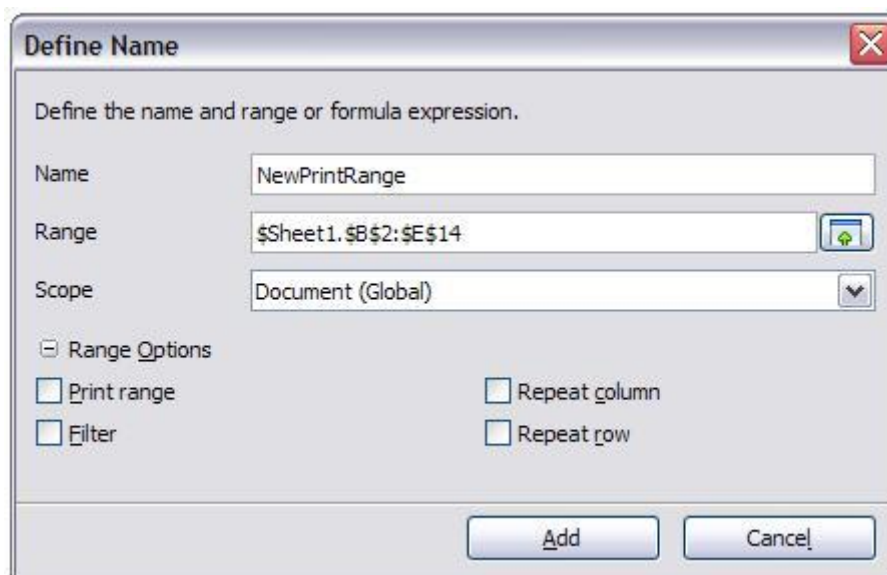 Define Name
Define the name and range or formula expression.
Name NewPrintRange
Range $Sheet1.$B$2:$E$14
Scope Document (Global)
Range Options
Print range Repeat column
Filter Repeat row
Add Cancel